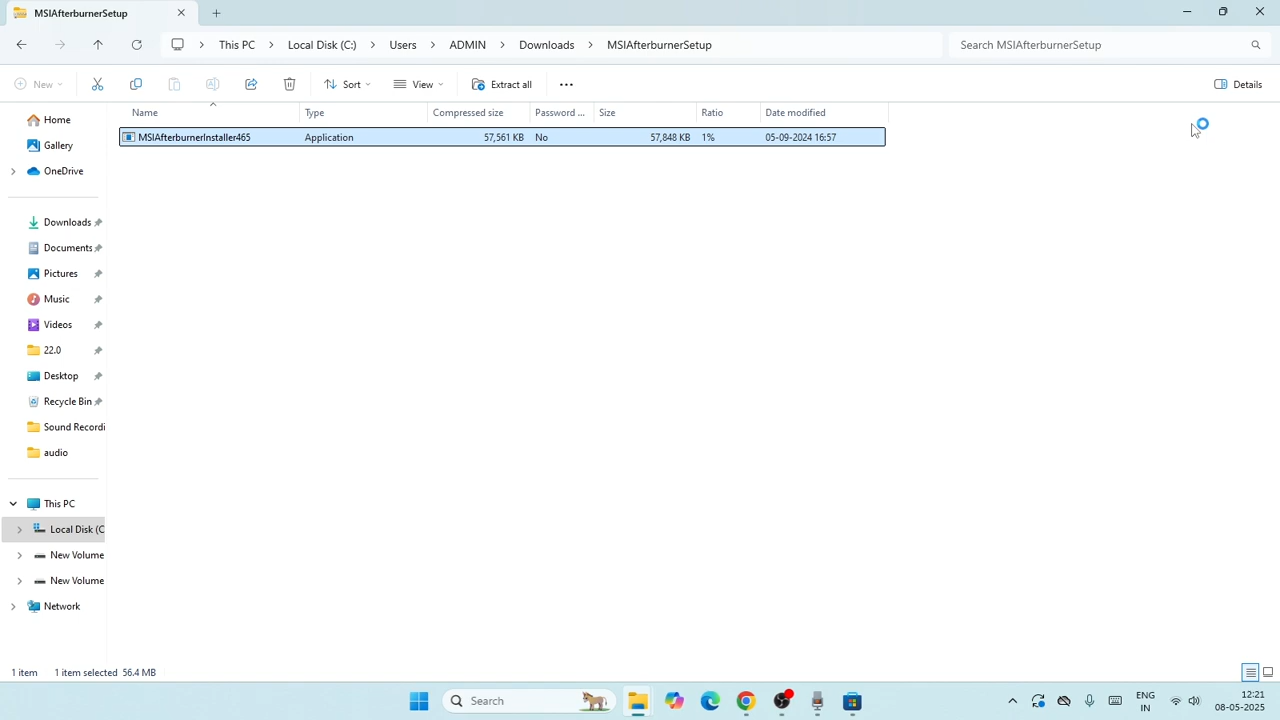 MSIAfterburnerSetup
This PC > Local Disk (C:) > Users > ADMIN > Downloads > MSIAfterburnerSetup
Search MSIAfterburnerSetup
New Sort View Extract all Details
Name Type Compressed size Password ... Size Ratio Date modified
MSIAfterburnerInstaller465 Application 57,561 KB No 57,848 KB 1% 05-09-2024 16:57
Home
Gallery
OneDrive
Downloads
Documents
Pictures
Music
Videos
22.0
Desktop
Recycle Bin
Sound Recordi
audio
This PC
Local Disk (C
New Volume
New Volume
Network
1 item 1 item selected 56.4 MB
Search
ENG
IN
12:21
08-05-2025